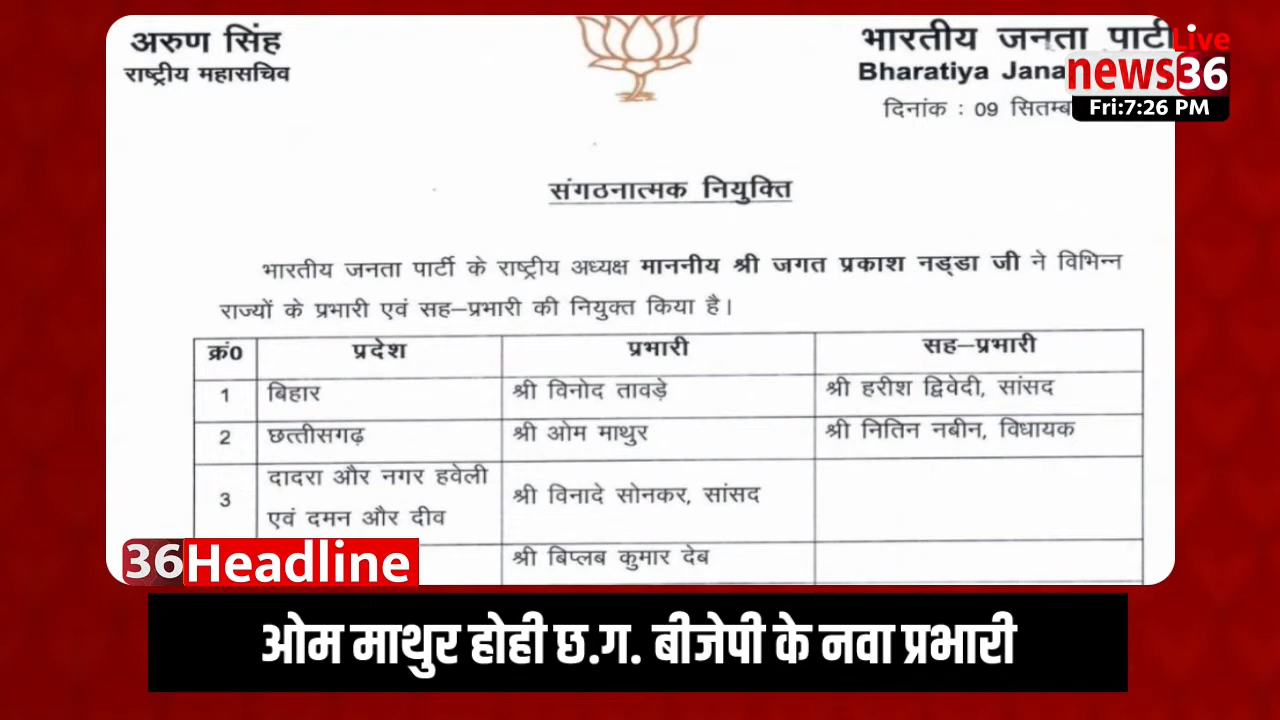 अरुण सिंह
राष्ट्रीय महासचिव
भारतीय जनता पार्टी
Bharatiya Jana
दिनांक : 09
Live
news36
Fri:7:26 PM
संगठनात्मक नियुक्ति
भारतीय जनता पार्टी के राष्ट्रीय अध्यक्ष माननीय श्री जगत प्रकाश नड्डा जी ने विभिन्न
राज्यों के प्रभारी एवं सह–प्रभारी की नियुक्त किया है।
क्रं0 प्रदेश प्रभारी सह–प्रभारी
1 बिहार श्री विनोद तावड़े श्री हरीश द्विवेदी, सांसद
2 छत्तीसगढ़ श्री ओम माथुर श्री नितिन नबीन, विधायक
3 दादरा और नगर हवेली
एवं दमन और दीव श्री विनादे सोनकर, सांसद
श्री बिप्लब कुमार देब
36Headline
ओम माथुर होही छ.ग. बीजेपी के नवा प्रभारी